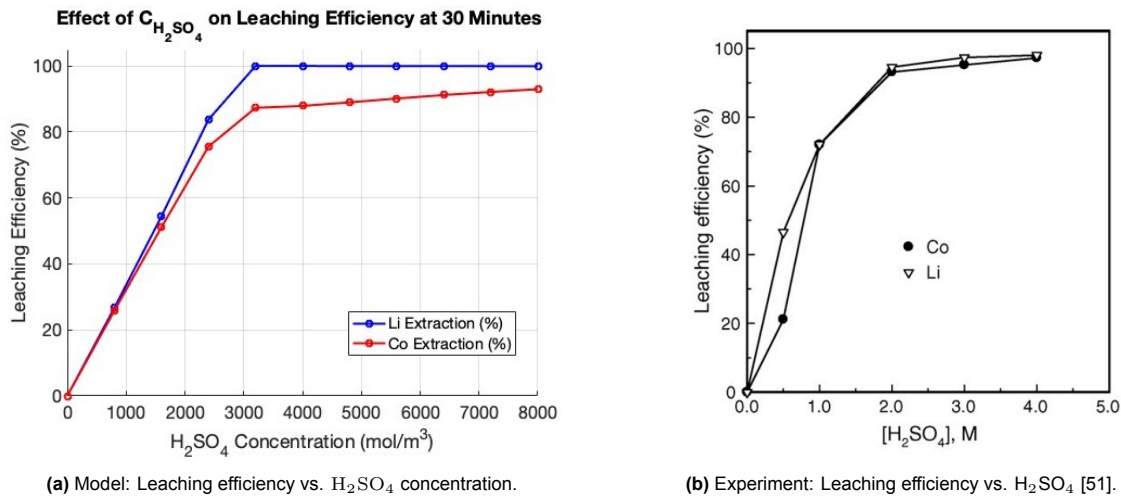 Effect of C_H₂SO₄ on Leaching Efficiency at 30 Minutes
Leaching Efficiency (%)
100
80
60
40
20
0
Li Extraction (%)
Co Extraction (%)
0 1000 2000 3000 4000 5000 6000 7000 8000
H₂SO₄ Concentration (mol/m³)
(a) Model: Leaching efficiency vs. H₂SO₄ concentration.
Leaching efficiency (%)
100
80
60
40
20
0
Co
Li
0.0 1.0 2.0 3.0 4.0 5.0
[H₂SO₄], M
(b) Experiment: Leaching efficiency vs. H₂SO₄ [51].